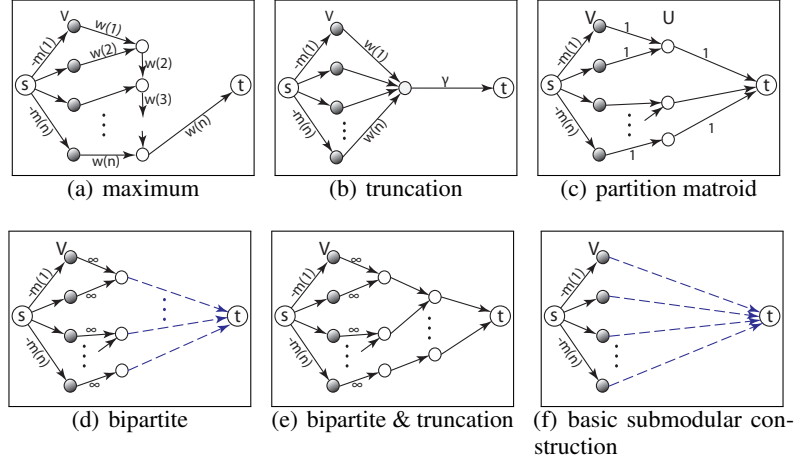 V
-m(1)
w(1)
w(2)
w(2)
w(3)
s
t
-m(n)
w(n)
w(n)
(a) maximum
V
-m(1)
w(1)
s
γ
t
-m(n)
w(n)
(b) truncation
V
U
-m(1)
1
1
1
s
t
-m(n)
1
1
(c) partition matroid
V
-m(1)
∞
∞
∞
s
t
-m(n)
∞
(d) bipartite
V
-m(1)
∞
∞
∞
s
t
-m(n)
∞
(e) bipartite & truncation
V
-m(1)
s
t
-m(n)
(f) basic submodular con-
struction